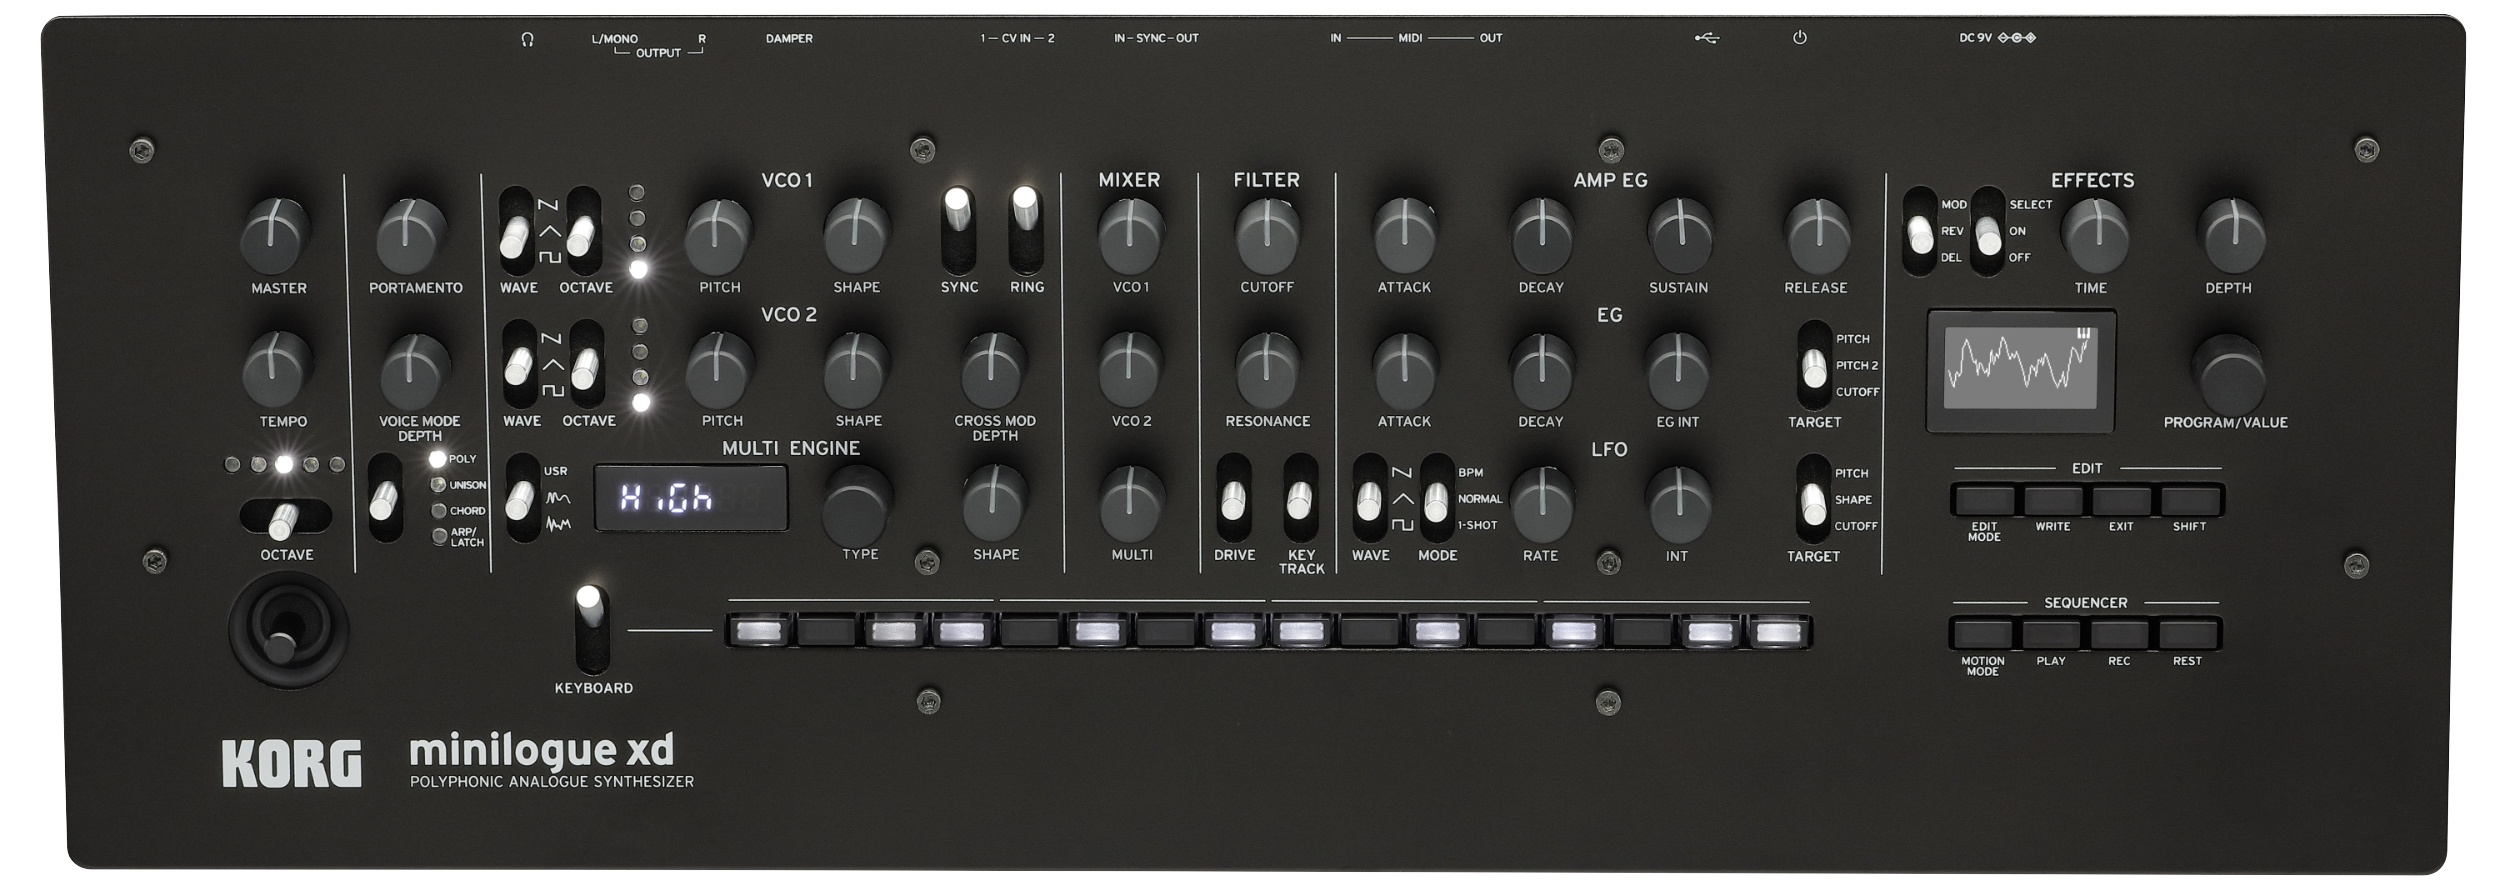 L/MONO R DAMPER 1 — CV IN — 2 IN – SYNC – OUT IN — MIDI — OUT DC 9V
OUTPUT
VCO 1 MIXER FILTER AMP EG EFFECTS
MOD SELECT
REV ON
DEL OFF
MASTER PORTAMENTO WAVE OCTAVE PITCH SHAPE SYNC RING VCO 1 CUTOFF ATTACK DECAY SUSTAIN RELEASE TIME DEPTH
VCO 2 EG
PITCH
PITCH 2
CUTOFF
TEMPO VOICE MODE WAVE OCTAVE PITCH SHAPE CROSS MOD VCO 2 RESONANCE ATTACK DECAY EG INT TARGET PROGRAM/VALUE
DEPTH DEPTH
MULTI ENGINE LFO
POLY USR BPM PITCH EDIT
UNISON HiGh NORMAL SHAPE
CHORD 1-SHOT CUTOFF EDIT WRITE EXIT SHIFT
ARP/ MODE
LATCH
OCTAVE TYPE SHAPE MULTI DRIVE KEY WAVE MODE RATE INT TARGET
TRACK
SEQUENCER
MOTION PLAY REC REST
MODE
KEYBOARD
KORG minilogue xd
POLYPHONIC ANALOGUE SYNTHESIZER